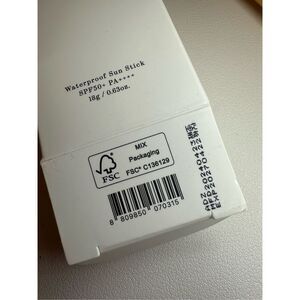 Waterproof Sun Stick
SPF50+ PA++++
18g / 0.63oz.
FSC
MIX
Packaging
FSC® C136129
8 809850 070315